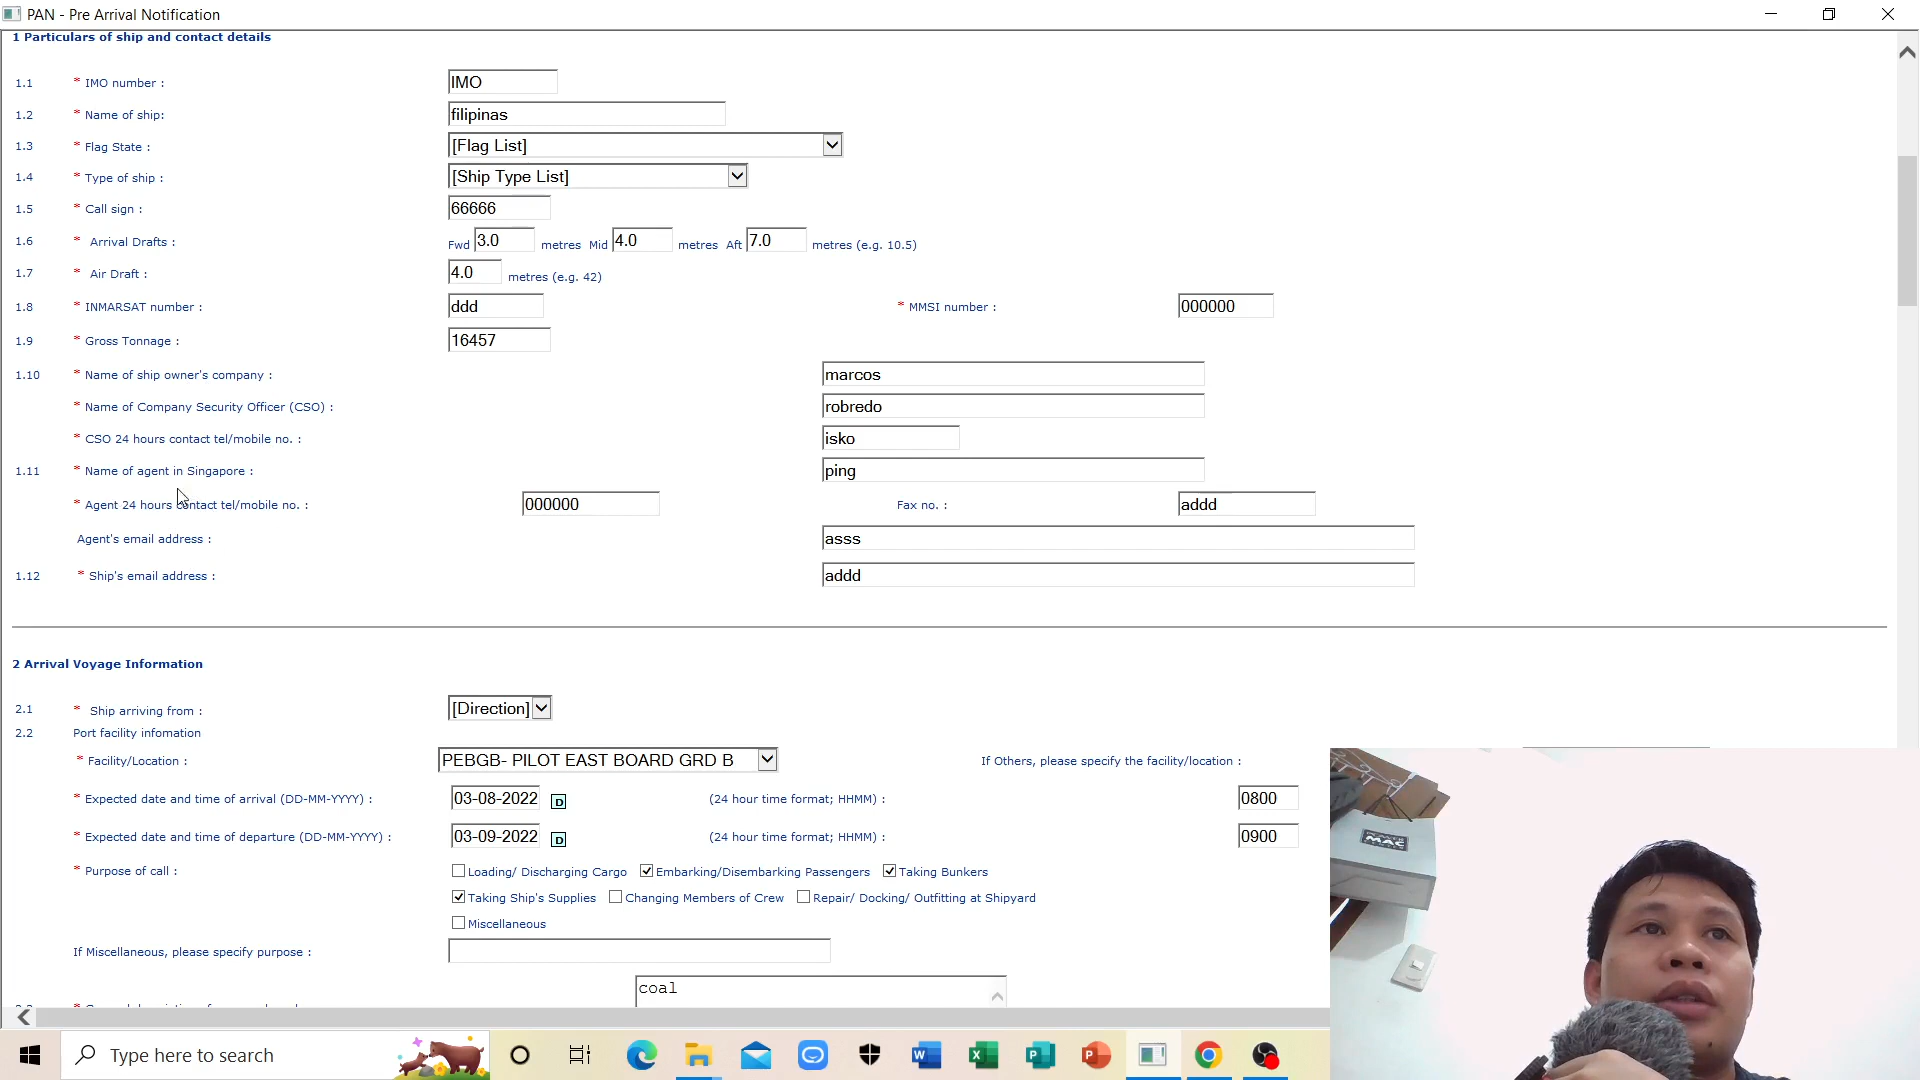 PAN - Pre Arrival Notification
1 Particulars of ship and contact details
1.1 * IMO number : IMO
1.2 * Name of ship: filipinas
1.3 * Flag State : [Flag List]
1.4 * Type of ship : [Ship Type List]
1.5 * Call sign : 66666
1.6 * Arrival Drafts : Fwd 3.0 metres Mid 4.0 metres Aft 7.0 metres (e.g. 10.5)
1.7 * Air Draft : 4.0 metres (e.g. 42)
1.8 * INMARSAT number : ddd * MMSI number : 000000
1.9 * Gross Tonnage : 16457
1.10 * Name of ship owner's company : marcos
* Name of Company Security Officer (CSO) : robredo
* CSO 24 hours contact tel/mobile no. : isko
1.11 * Name of agent in Singapore : ping
* Agent 24 hours contact tel/mobile no. : 000000 Fax no. : addd
Agent's email address : asss
1.12 * Ship's email address : addd
2 Arrival Voyage Information
2.1 * Ship arriving from : [Direction]
2.2 Port facility infomation
* Facility/Location : PEBGB- PILOT EAST BOARD GRD B If Others, please specify the facility/location :
* Expected date and time of arrival (DD-MM-YYYY) : 03-08-2022 D (24 hour time format; HHMM) : 0800
* Expected date and time of departure (DD-MM-YYYY) : 03-09-2022 D (24 hour time format; HHMM) : 0900
* Purpose of call : Loading/ Discharging Cargo Embarking/Disembarking Passengers Taking Bunkers
Taking Ship's Supplies Changing Members of Crew Repair/ Docking/ Outfitting at Shipyard
Miscellaneous
If Miscellaneous, please specify purpose :
coal
Type here to search